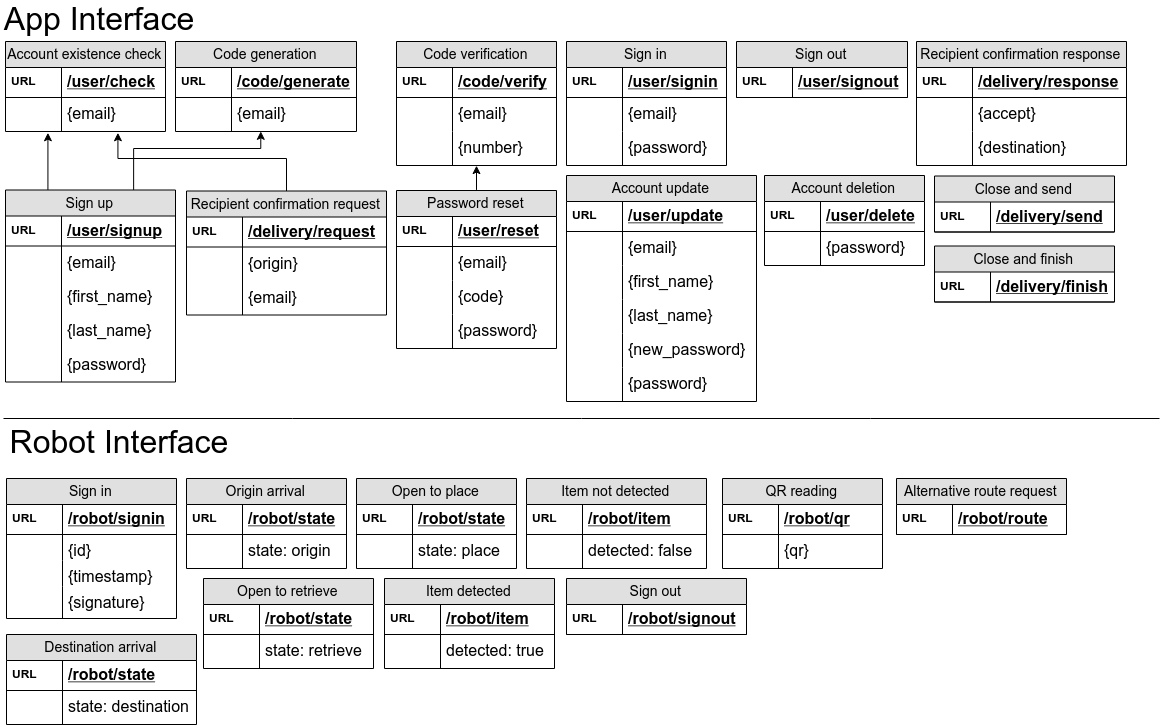 App Interface
Account existence check
URL /user/check
{email}
Code generation
URL /code/generate
{email}
Code verification
URL /code/verify
{email}
{number}
Sign in
URL /user/signin
{email}
{password}
Sign out
URL /user/signout
Recipient confirmation response
URL /delivery/response
{accept}
{destination}
Sign up
URL /user/signup
{email}
{first_name}
{last_name}
{password}
Recipient confirmation request
URL /delivery/request
{origin}
{email}
Password reset
URL /user/reset
{email}
{code}
{password}
Account update
URL /user/update
{email}
{first_name}
{last_name}
{new_password}
{password}
Account deletion
URL /user/delete
{password}
Close and send
URL /delivery/send
Close and finish
URL /delivery/finish
Robot Interface
Sign in
URL /robot/signin
{id}
{timestamp}
{signature}
Origin arrival
URL /robot/state
state: origin
Open to place
URL /robot/state
state: place
Item not detected
URL /robot/item
detected: false
QR reading
URL /robot/qr
{qr}
Alternative route request
URL /robot/route
Open to retrieve
URL /robot/state
state: retrieve
Item detected
URL /robot/item
detected: true
Sign out
URL /robot/signout
Destination arrival
URL /robot/state
state: destination